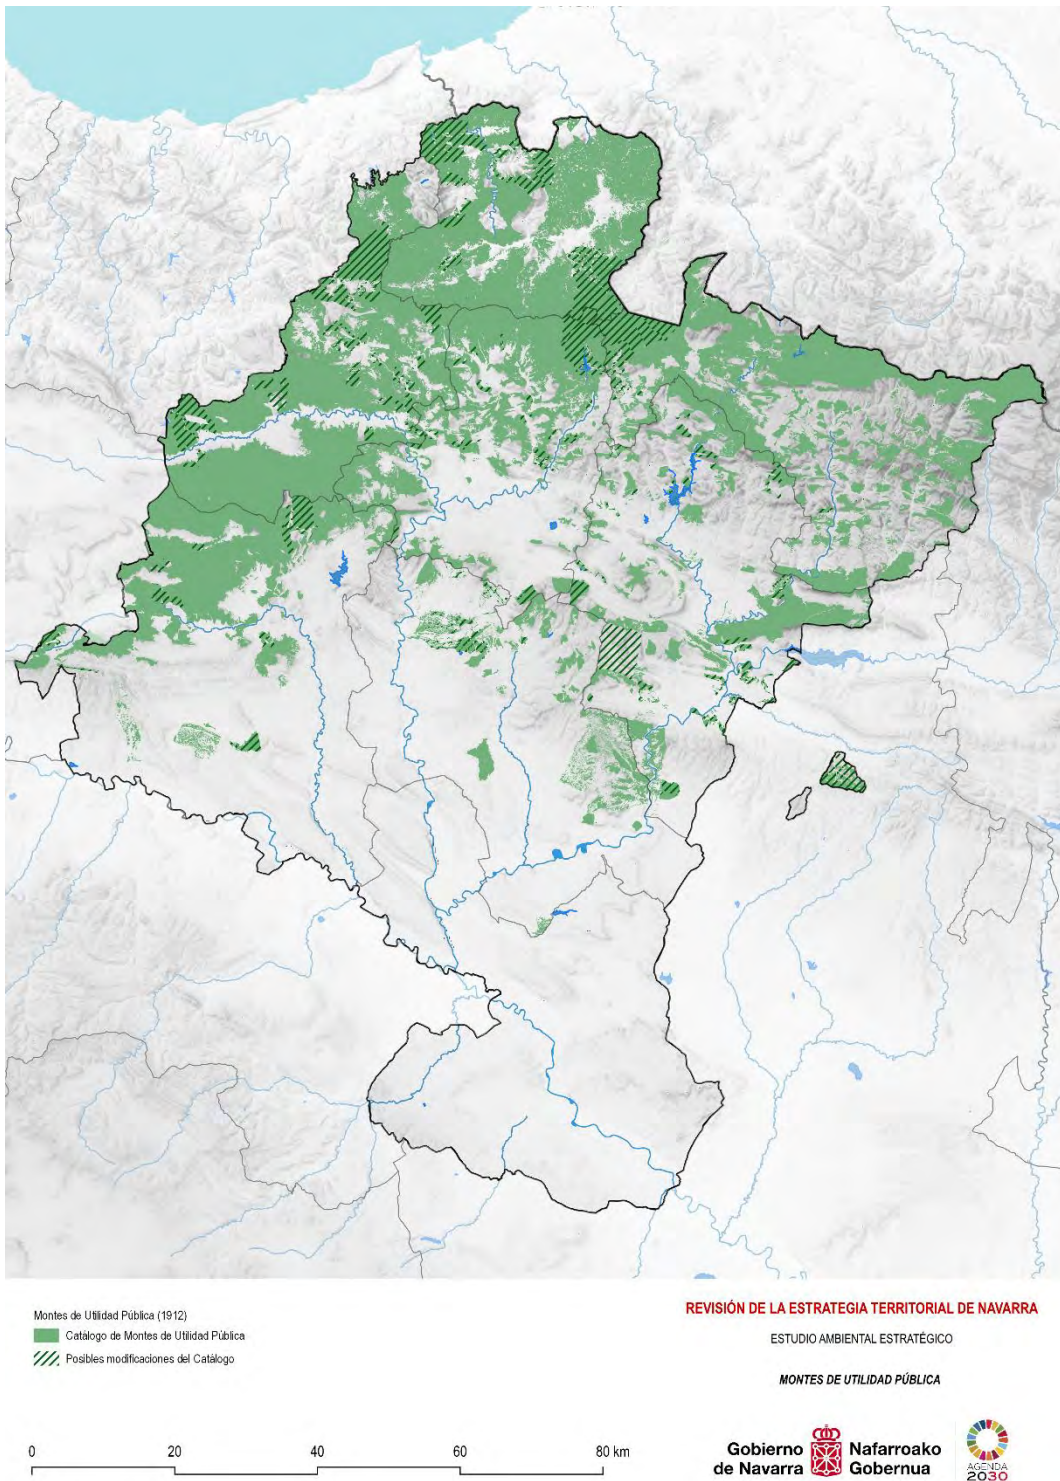 Montes de Utilidad Pública (1912)
Catálogo de Montes de Utilidad Pública
Posibles modificaciones del Catálogo
REVISIÓN DE LA ESTRATEGIA TERRITORIAL DE NAVARRA
ESTUDIO AMBIENTAL ESTRATÉGICO
MONTES DE UTILIDAD PÚBLICA
0 20 40 60 80 km
Gobierno de Navarra
Nafarroako Gobernua
AGENDA
2030